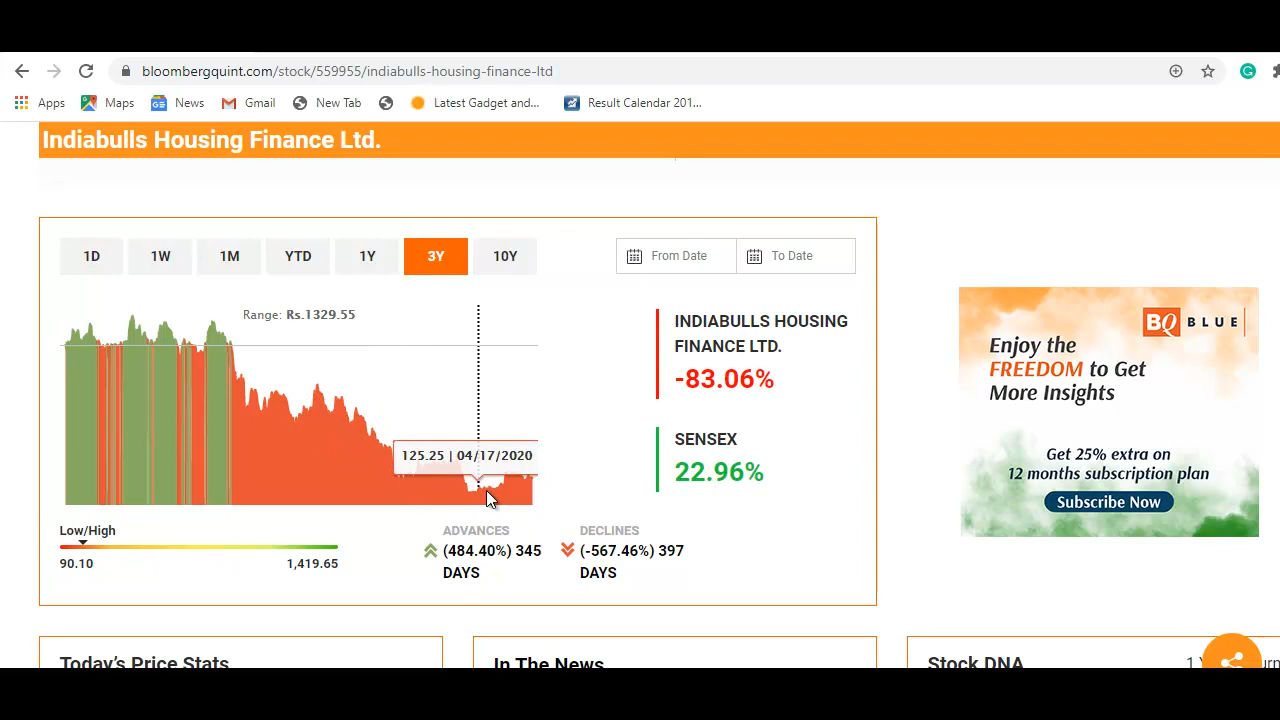 bloombergquint.com/stock/559955/indiabulls-housing-finance-ltd
Apps Maps News Gmail New Tab Latest Gadget and... Result Calendar 201...
Indiabulls Housing Finance Ltd.
1D 1W 1M YTD 1Y 3Y 10Y From Date To Date
Range: Rs.1329.55
INDIABULLS HOUSING
FINANCE LTD.
-83.06%
125.25 | 04/17/2020
SENSEX
22.96%
Low/High
90.10 1,419.65
ADVANCES
(484.40%) 345
DAYS
DECLINES
(-567.46%) 397
DAYS
BQ BLUE
Enjoy the
FREEDOM to Get
More Insights
Get 25% extra on
12 months subscription plan
Subscribe Now
Today's Price Stats
In The News
Stock DNA